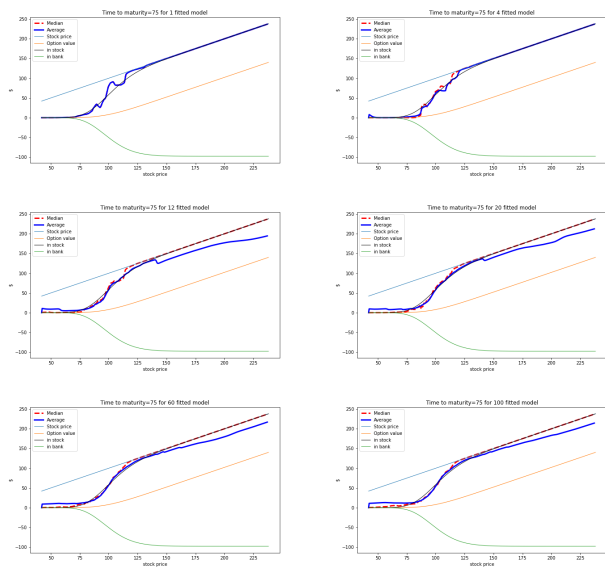 Time to maturity=75 for 1 fitted model
Median
Average
Stock price
Option value
in stock
in bank
250
200
150
100
50
0
−50
−100
50
75
100
125
150
175
200
225
stock price
Time to maturity=75 for 4 fitted model
Median
Average
Stock price
Option value
in stock
in bank
$
250
200
150
100
50
0
−50
−100
50
75
100
125
150
175
200
225
stock price
Time to maturity=75 for 12 fitted model
Median
Average
Stock price
Option value
in stock
in bank
$
250
200
150
100
50
0
−50
−100
50
75
100
125
150
175
200
225
stock price
Time to maturity=75 for 20 fitted model
Median
Average
Stock price
Option value
in stock
in bank
$
250
200
150
100
50
0
−50
−100
50
75
100
125
150
175
200
225
stock price
Time to maturity=75 for 60 fitted model
Median
Average
Stock price
Option value
in stock
in bank
$
250
200
150
100
50
0
−50
−100
50
75
100
125
150
175
200
225
stock price
Time to maturity=75 for 100 fitted model
Median
Average
Stock price
Option value
in stock
in bank
$
250
200
150
100
50
0
−50
−100
50
75
100
125
150
175
200
225
stock price